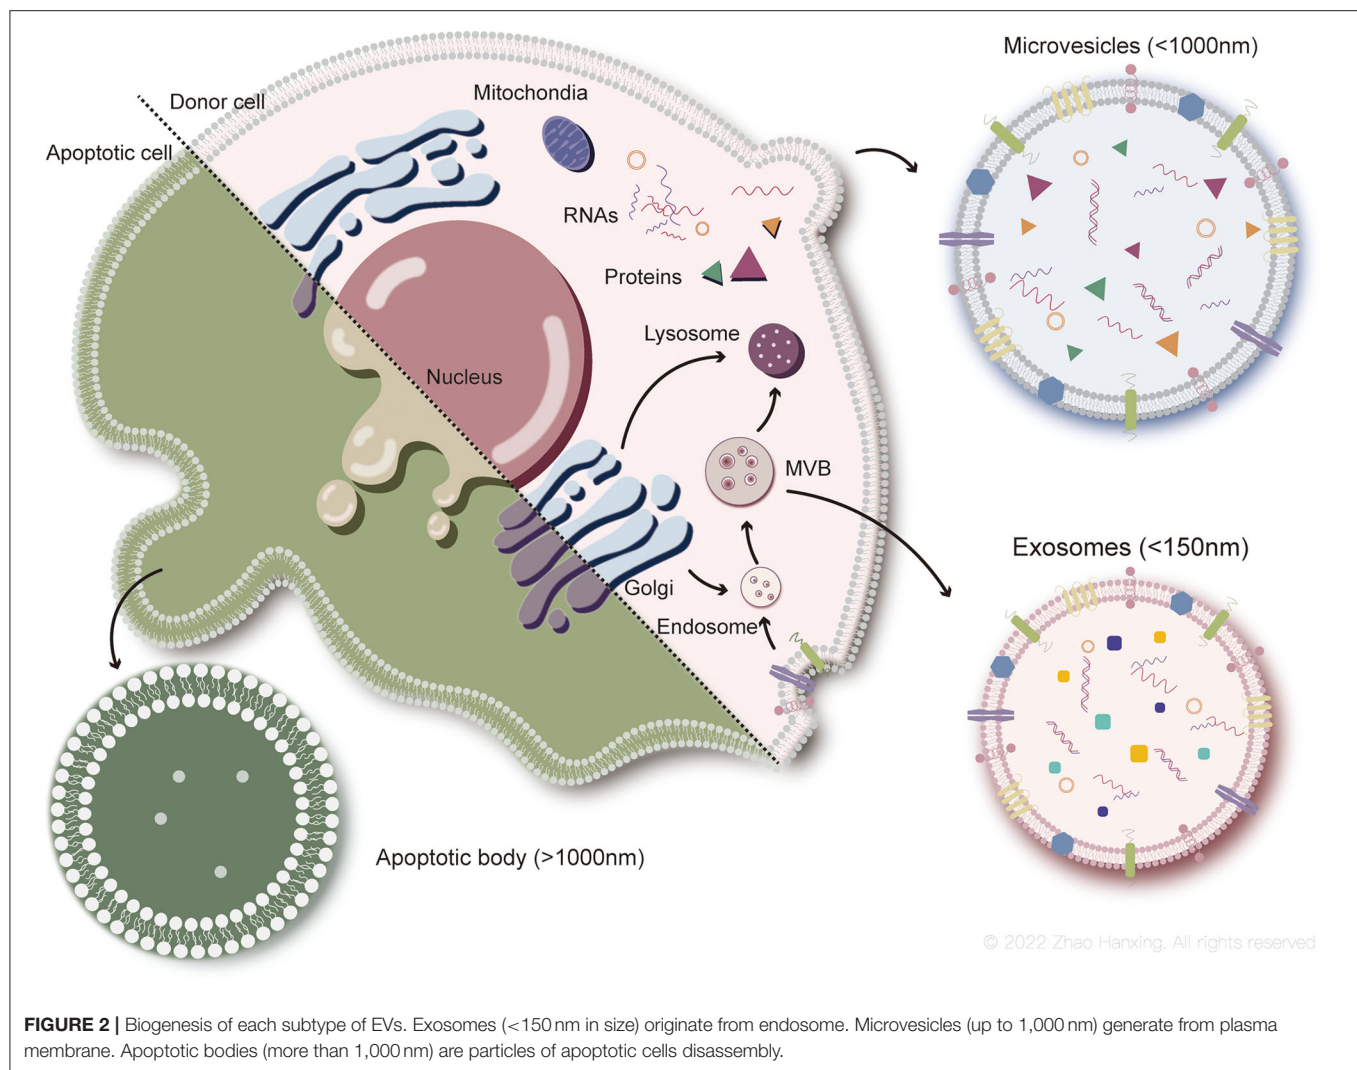 Microvesicles (<1000nm)
Donor cell
Mitochondia
Apoptotic cell
RNAs
Proteins
Lysosome
Nucleus
MVB
Exosomes (<150nm)
Golgi
Endosome
Apoptotic body (>1000nm)
© 2022 Zhao Hanxing. All rights reserved
FIGURE 2 | Biogenesis of each subtype of EVs. Exosomes (<150 nm in size) originate from endosome. Microvesicles (up to 1,000 nm) generate from plasma
membrane. Apoptotic bodies (more than 1,000 nm) are particles of apoptotic cells disassembly.